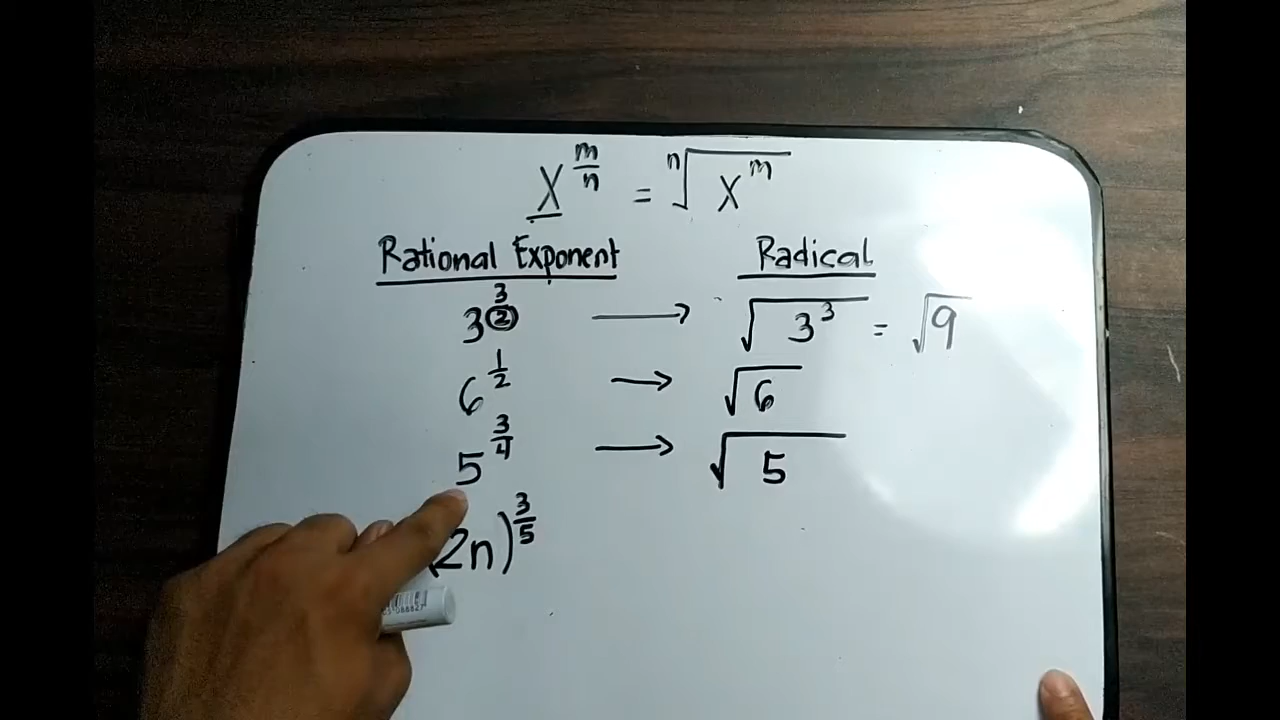 x^(m/n) = ⁿ√(x^m)
Rational Exponent Radical
3^(3/2) → √(3³) = √9
6^(1/2) → √6
5^(3/4) → √5
(2n)^(3/5)